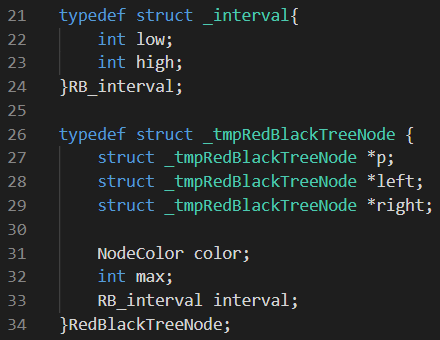 21 typedef struct _interval{
22     int low;
23     int high;
24 }RB_interval;
25
26 typedef struct _tmpRedBlackTreeNode {
27     struct _tmpRedBlackTreeNode *p;
28     struct _tmpRedBlackTreeNode *left;
29     struct _tmpRedBlackTreeNode *right;
30
31     NodeColor color;
32     int max;
33     RB_interval interval;
34 }RedBlackTreeNode;